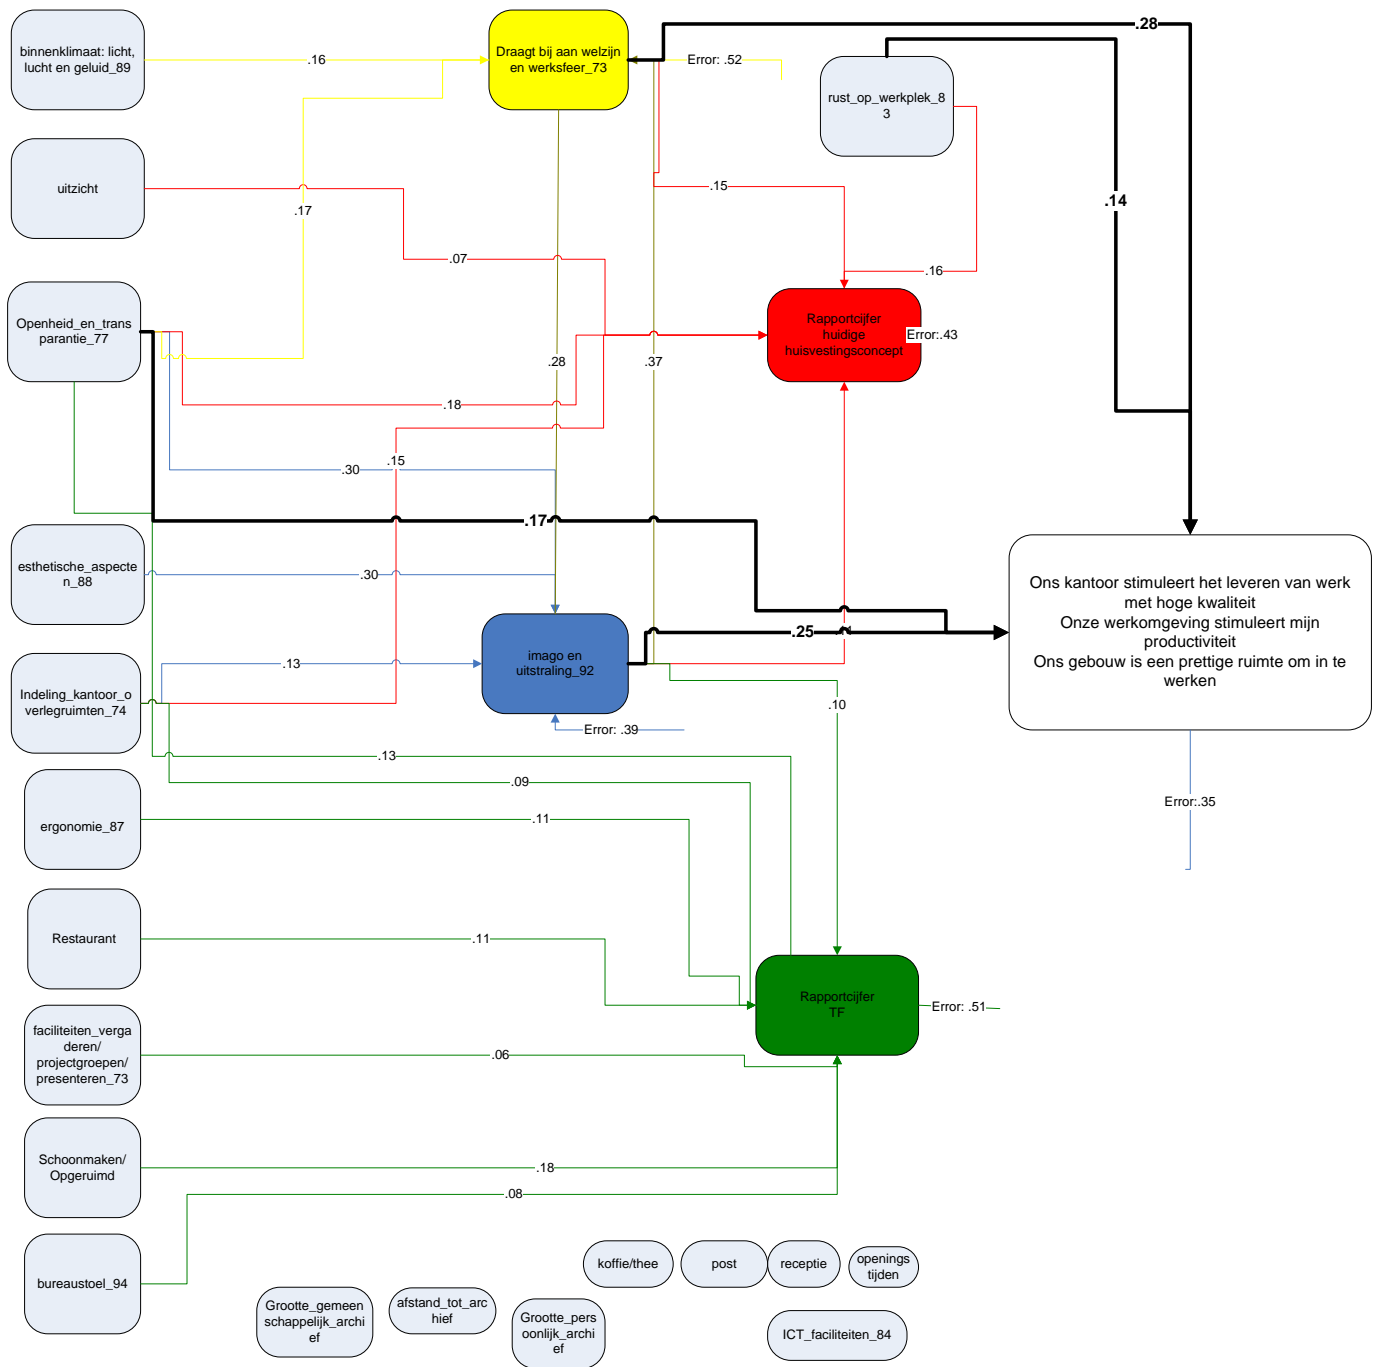 .28
binnenklimaat: licht,
lucht en geluid_89
.16
Draagt bij aan welzijn
en werksfeer_73
Error: .52
rust_op_werkplek_8
3
uitzicht
.17
.15
.14
.07
.16
Openheid_en_trans
parantie_77
Rapportcijfer
huidige
huisvestingsconcept
Error:.43
.28
.37
.18
.15
.30
.17
esthetische_aspecte
n_88
.30
Ons kantoor stimuleert het leveren van werk
met hoge kwaliteit
Onze werkomgeving stimuleert mijn
productiviteit
Ons gebouw is een prettige ruimte om in te
werken
.25
imago en
uitstraling_92
.13
Indeling_kantoor_o
verlegruimten_74
.10
Error: .39
.13
.09
Error:.35
ergonomie_87
.11
Restaurant
.11
Rapportcijfer
TF
Error: .51
faciliteiten_verga
deren/
projectgroepen/
presenteren_73
.06
Schoonmaken/
Opgeruimd
.18
.08
bureaustoel_94
koffie/thee
post
receptie
openings
tijden
Grootte_gemeen
schappelijk_archi
ef
afstand_tot_arc
hief
Grootte_pers
oonlijk_archi
ef
ICT_faciliteiten_84